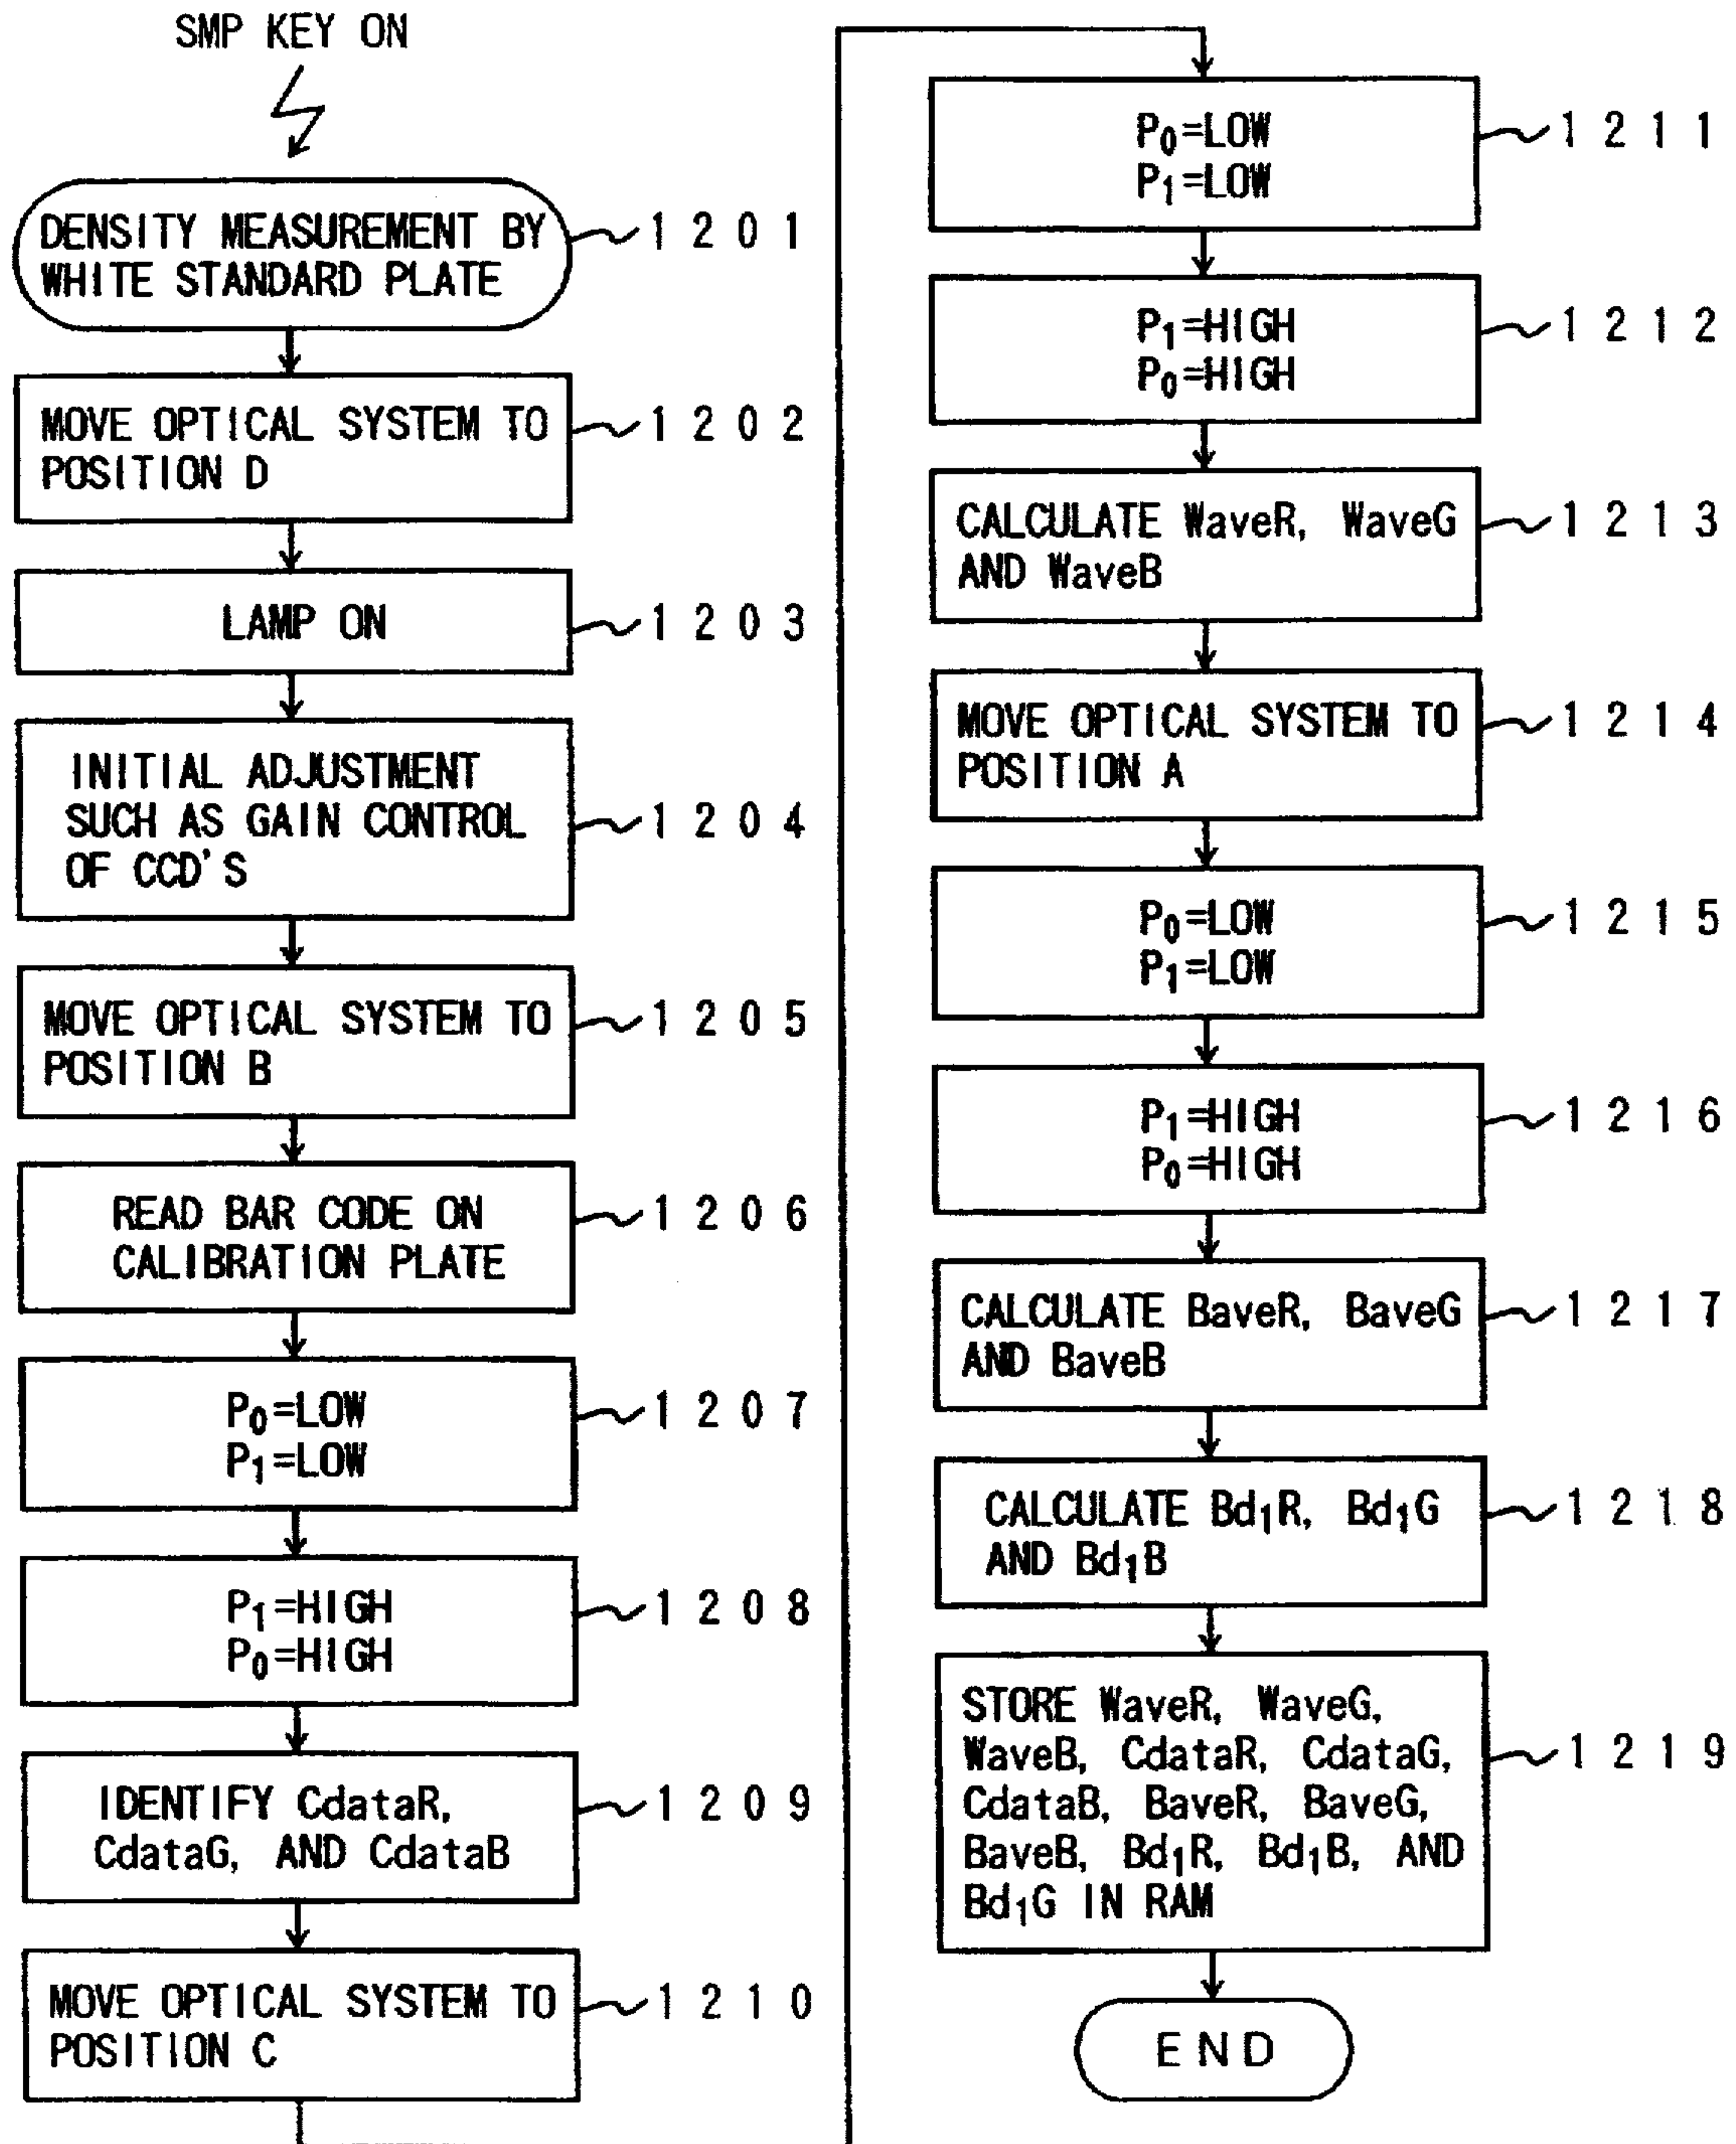 SMP KEY ON
DENSITY MEASUREMENT BY
WHITE STANDARD PLATE
1201
MOVE OPTICAL SYSTEM TO
POSITION D
1202
LAMP ON
1203
INITIAL ADJUSTMENT
SUCH AS GAIN CONTROL
OF CCD'S
1204
MOVE OPTICAL SYSTEM TO
POSITION B
1205
READ BAR CODE ON
CALIBRATION PLATE
1206
P0=LOW
P1=LOW
1207
P1=HIGH
P0=HIGH
1208
IDENTIFY CdataR,
CdataG, AND CdataB
1209
MOVE OPTICAL SYSTEM TO
POSITION C
1210
P0=LOW
P1=LOW
1211
P1=HIGH
P0=HIGH
1212
CALCULATE WaveR, WaveG
AND WaveB
1213
MOVE OPTICAL SYSTEM TO
POSITION A
1214
P0=LOW
P1=LOW
1215
P1=HIGH
P0=HIGH
1216
CALCULATE BaveR, BaveG
AND BaveB
1217
CALCULATE Bd1R, Bd1G
AND Bd1B
1218
STORE WaveR, WaveG,
WaveB, CdataR, CdataG,
CdataB, BaveR, BaveG,
BaveB, Bd1R, Bd1B, AND
Bd1G IN RAM
1219
END